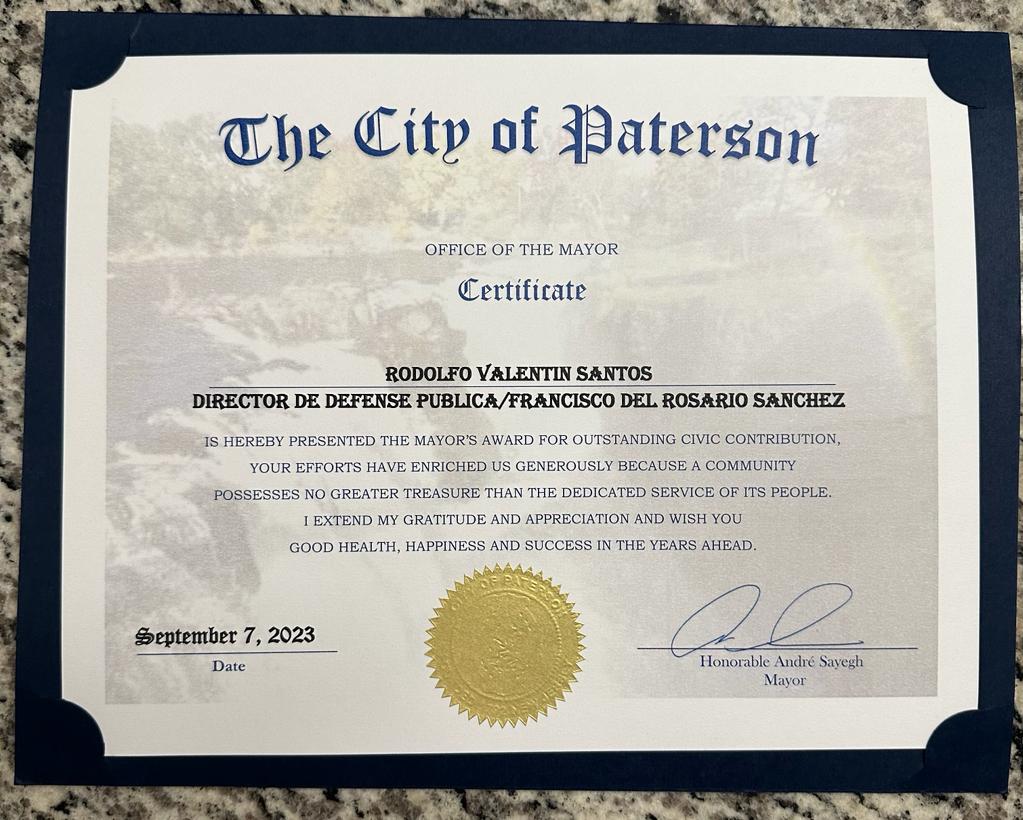 The City of Paterson
OFFICE OF THE MAYOR
Certificate
RODOLFO VALENTIN SANTOS
DIRECTOR DE DEFENSE PUBLICA/FRANCISCO DEL ROSARIO SANCHEZ
IS HEREBY PRESENTED THE MAYOR'S AWARD FOR OUTSTANDING CIVIC CONTRIBUTION,
YOUR EFFORTS HAVE ENRICHED US GENEROUSLY BECAUSE A COMMUNITY
POSSESSES NO GREATER TREASURE THAN THE DEDICATED SERVICE OF ITS PEOPLE.
I EXTEND MY GRATITUDE AND APPRECIATION AND WISH YOU
GOOD HEALTH, HAPPINESS AND SUCCESS IN THE YEARS AHEAD.
CITY OF PATERSON
September 7, 2023
Date
Honorable André Sayegh
Mayor